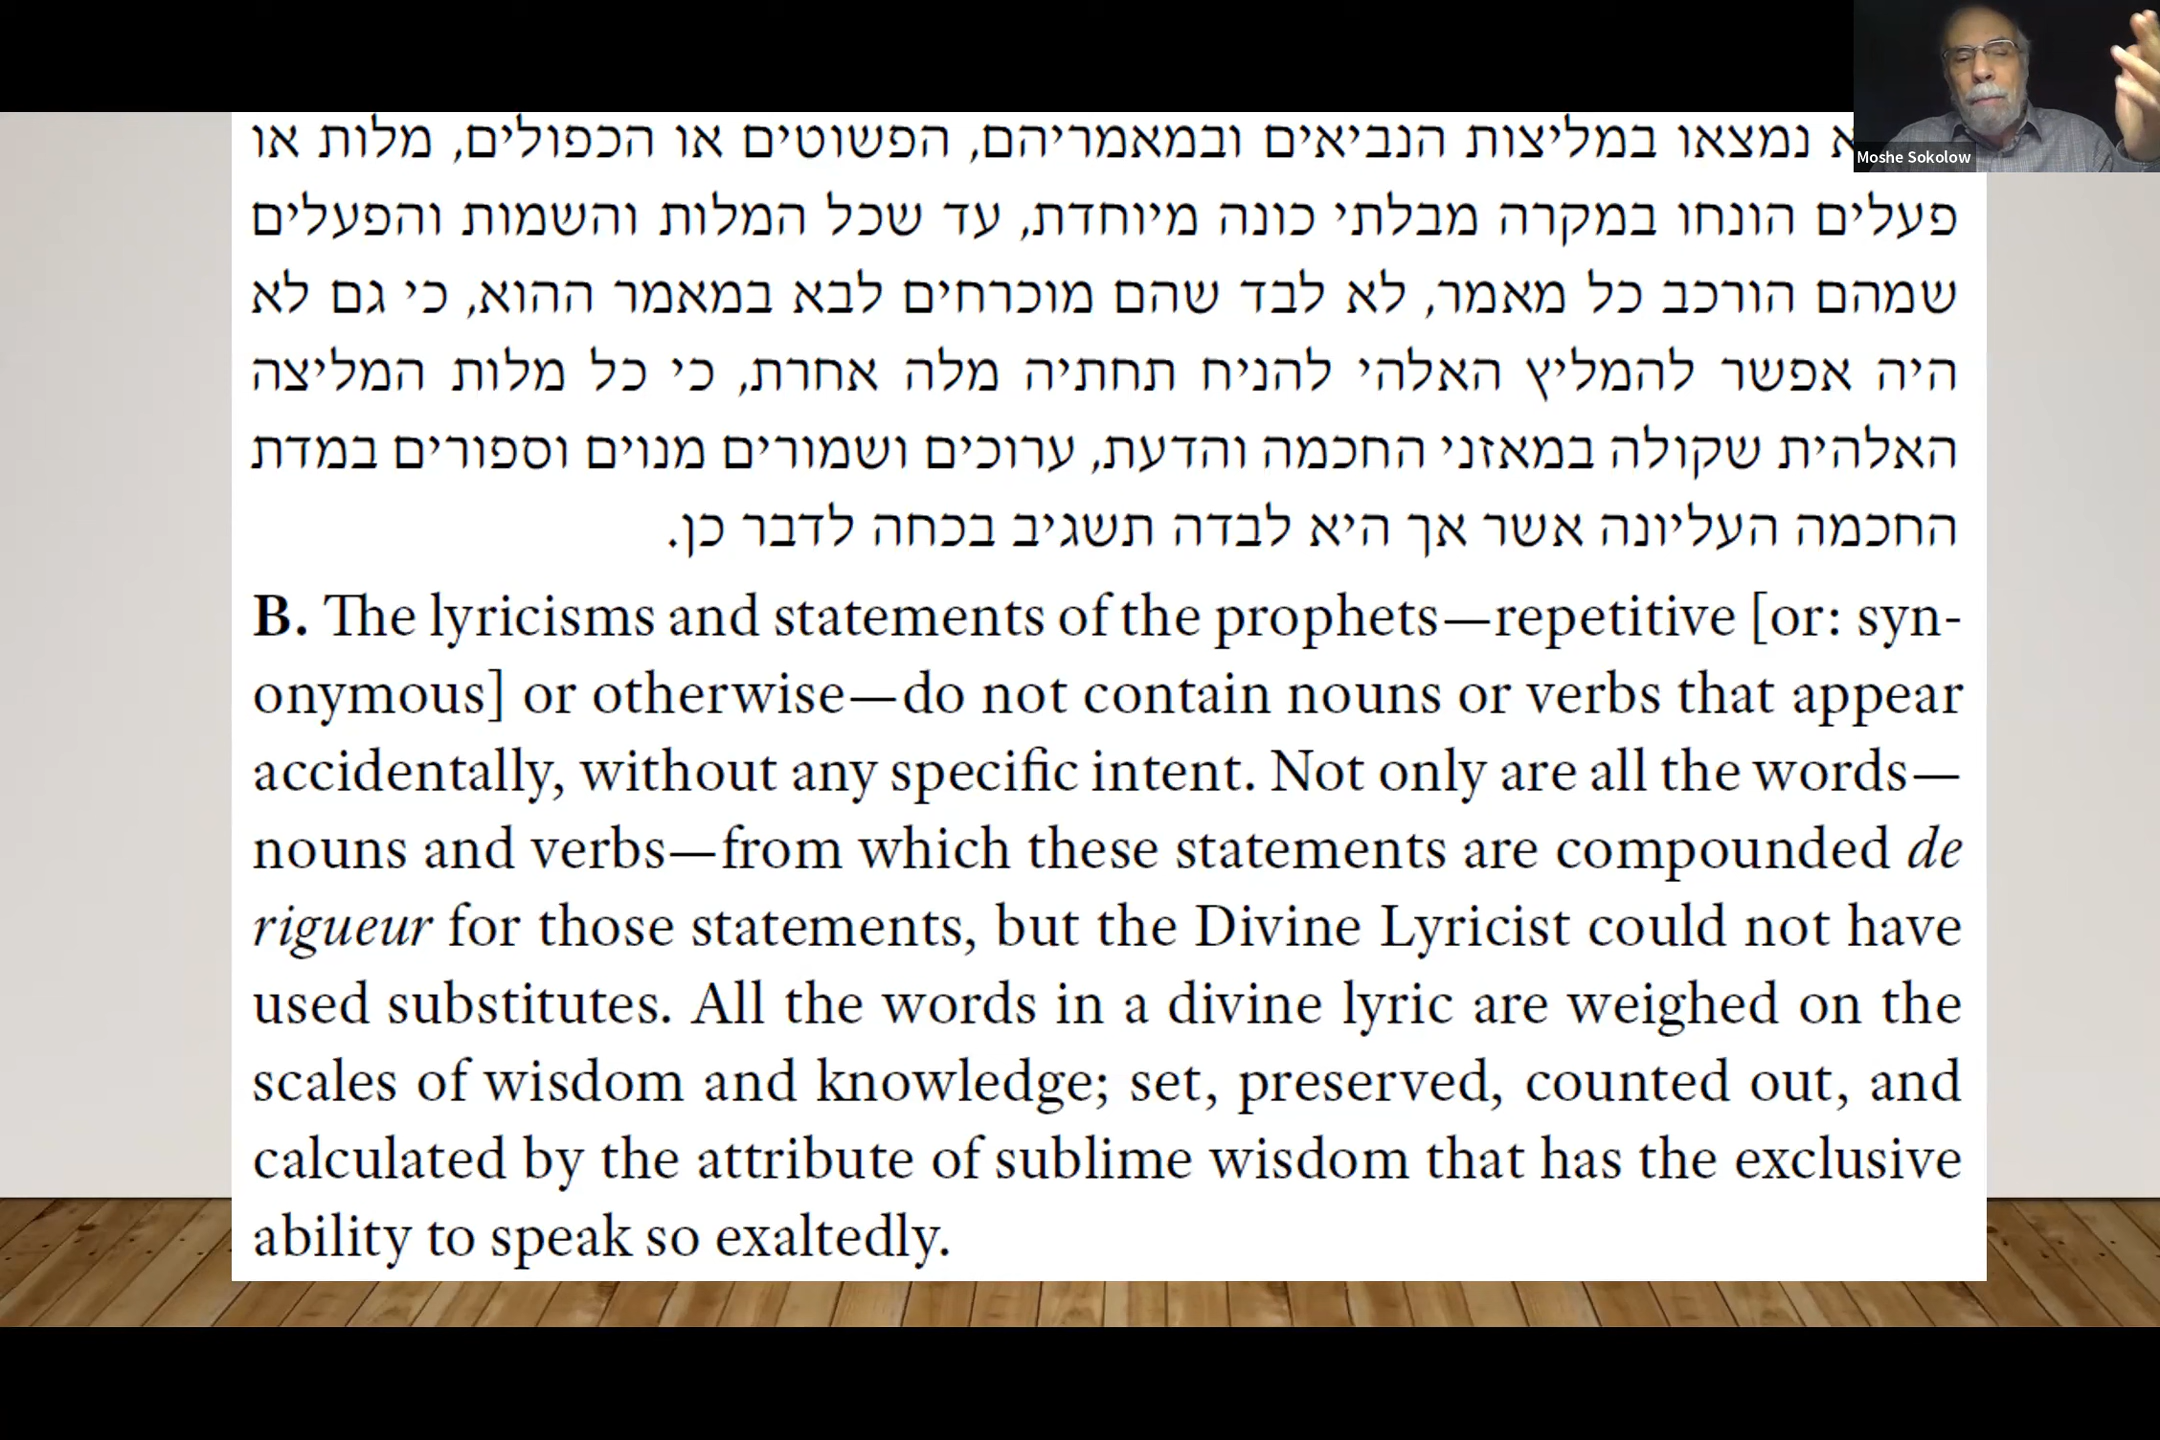 נמצאו במליצות הנביאים ובמאמריהם, הפשוטים או הכפולים, מלות או
פעלים הונחו במקרה מבלתי כונה מיוחדת, עד שכל המלות והשמות והפעלים
שמהם הורכב כל מאמר, לא לבד שהם מוכרחים לבא במאמר ההוא, כי גם לא
היה אפשר להמליץ האלהי להניח תחתיה מלה אחרת, כי כל מלות המליצה
האלהית שקולה במאזני החכמה והדעת, ערוכים ושמורים מנוים וספורים במדת
החכמה העליונה אשר אך היא לבדה תשגיב בכחה לדבר כן.
B. The lyricisms and statements of the prophets—repetitive [or: syn-
onymous] or otherwise—do not contain nouns or verbs that appear
accidentally, without any specific intent. Not only are all the words—
nouns and verbs—from which these statements are compounded de
rigueur for those statements, but the Divine Lyricist could not have
used substitutes. All the words in a divine lyric are weighed on the
scales of wisdom and knowledge; set, preserved, counted out, and
calculated by the attribute of sublime wisdom that has the exclusive
ability to speak so exaltedly.
Moshe Sokolow